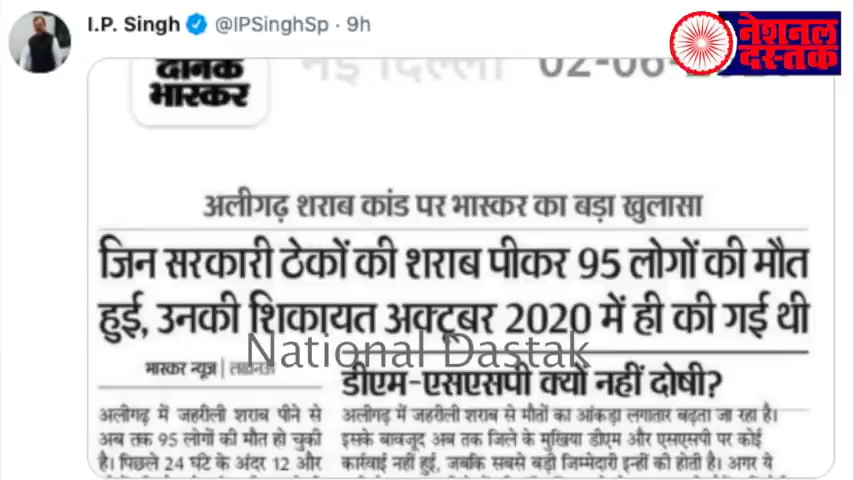 I.P. Singh @IPSinghSp · 9h
नेशनल
दस्तक
दैनिक
भास्कर
नई दिल्ली 02-06-
अलीगढ़ शराब कांड पर भास्कर का बड़ा खुलासा
जिन सरकारी ठेकों की शराब पीकर 95 लोगों की मौत
हुई, उनकी शिकायत अक्टूबर 2020 में ही की गई थी
National Dastak
भास्कर न्यूज | लखनऊ
डीएम-एसएसपी क्यों नहीं दोषी?
अलीगढ़ में जहरीली शराब पीने से
अब तक 95 लोगों की मौत हो चुकी
है। पिछले 24 घंटे के अंदर 12 और
अलीगढ़ में जहरीली शराब से मौतों का आंकड़ा लगातार बढ़ता जा रहा है।
इसके बावजूद अब तक जिले के मुखिया डीएम और एसएसपी पर कोई
कार्रवाई नहीं हुई, जबकि सबसे बड़ी जिम्मेदारी इन्हीं की होती है। अगर ये